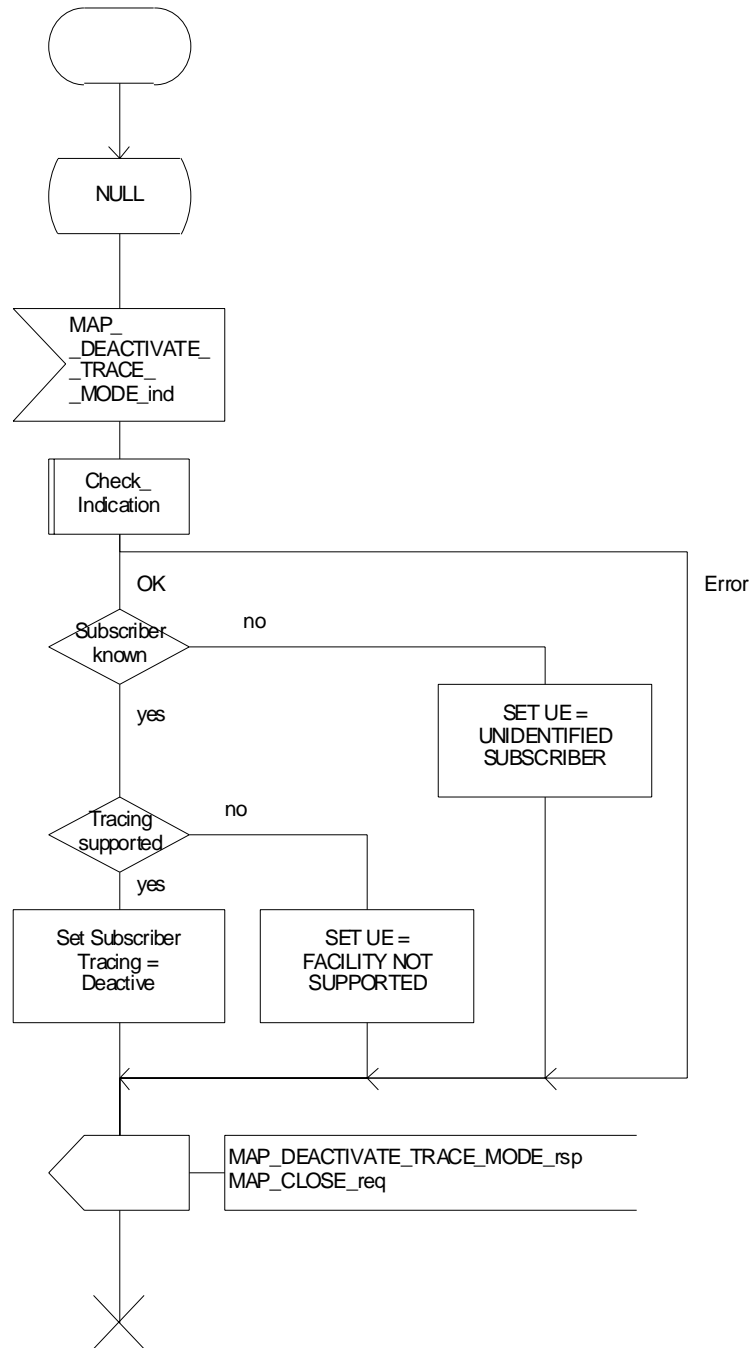 NULL
MAP_
_DEACTIVATE_
_TRACE_
_MODE_ind
Check_
Indication
OK
Error
Subscriber
known
no
yes
SET UE =
UNIDENTIFIED
SUBSCRIBER
Tracing
supported
no
yes
Set Subscriber
Tracing =
Deactive
SET UE =
FACILITY NOT
SUPPORTED
MAP_DEACTIVATE_TRACE_MODE_rsp
MAP_CLOSE_req